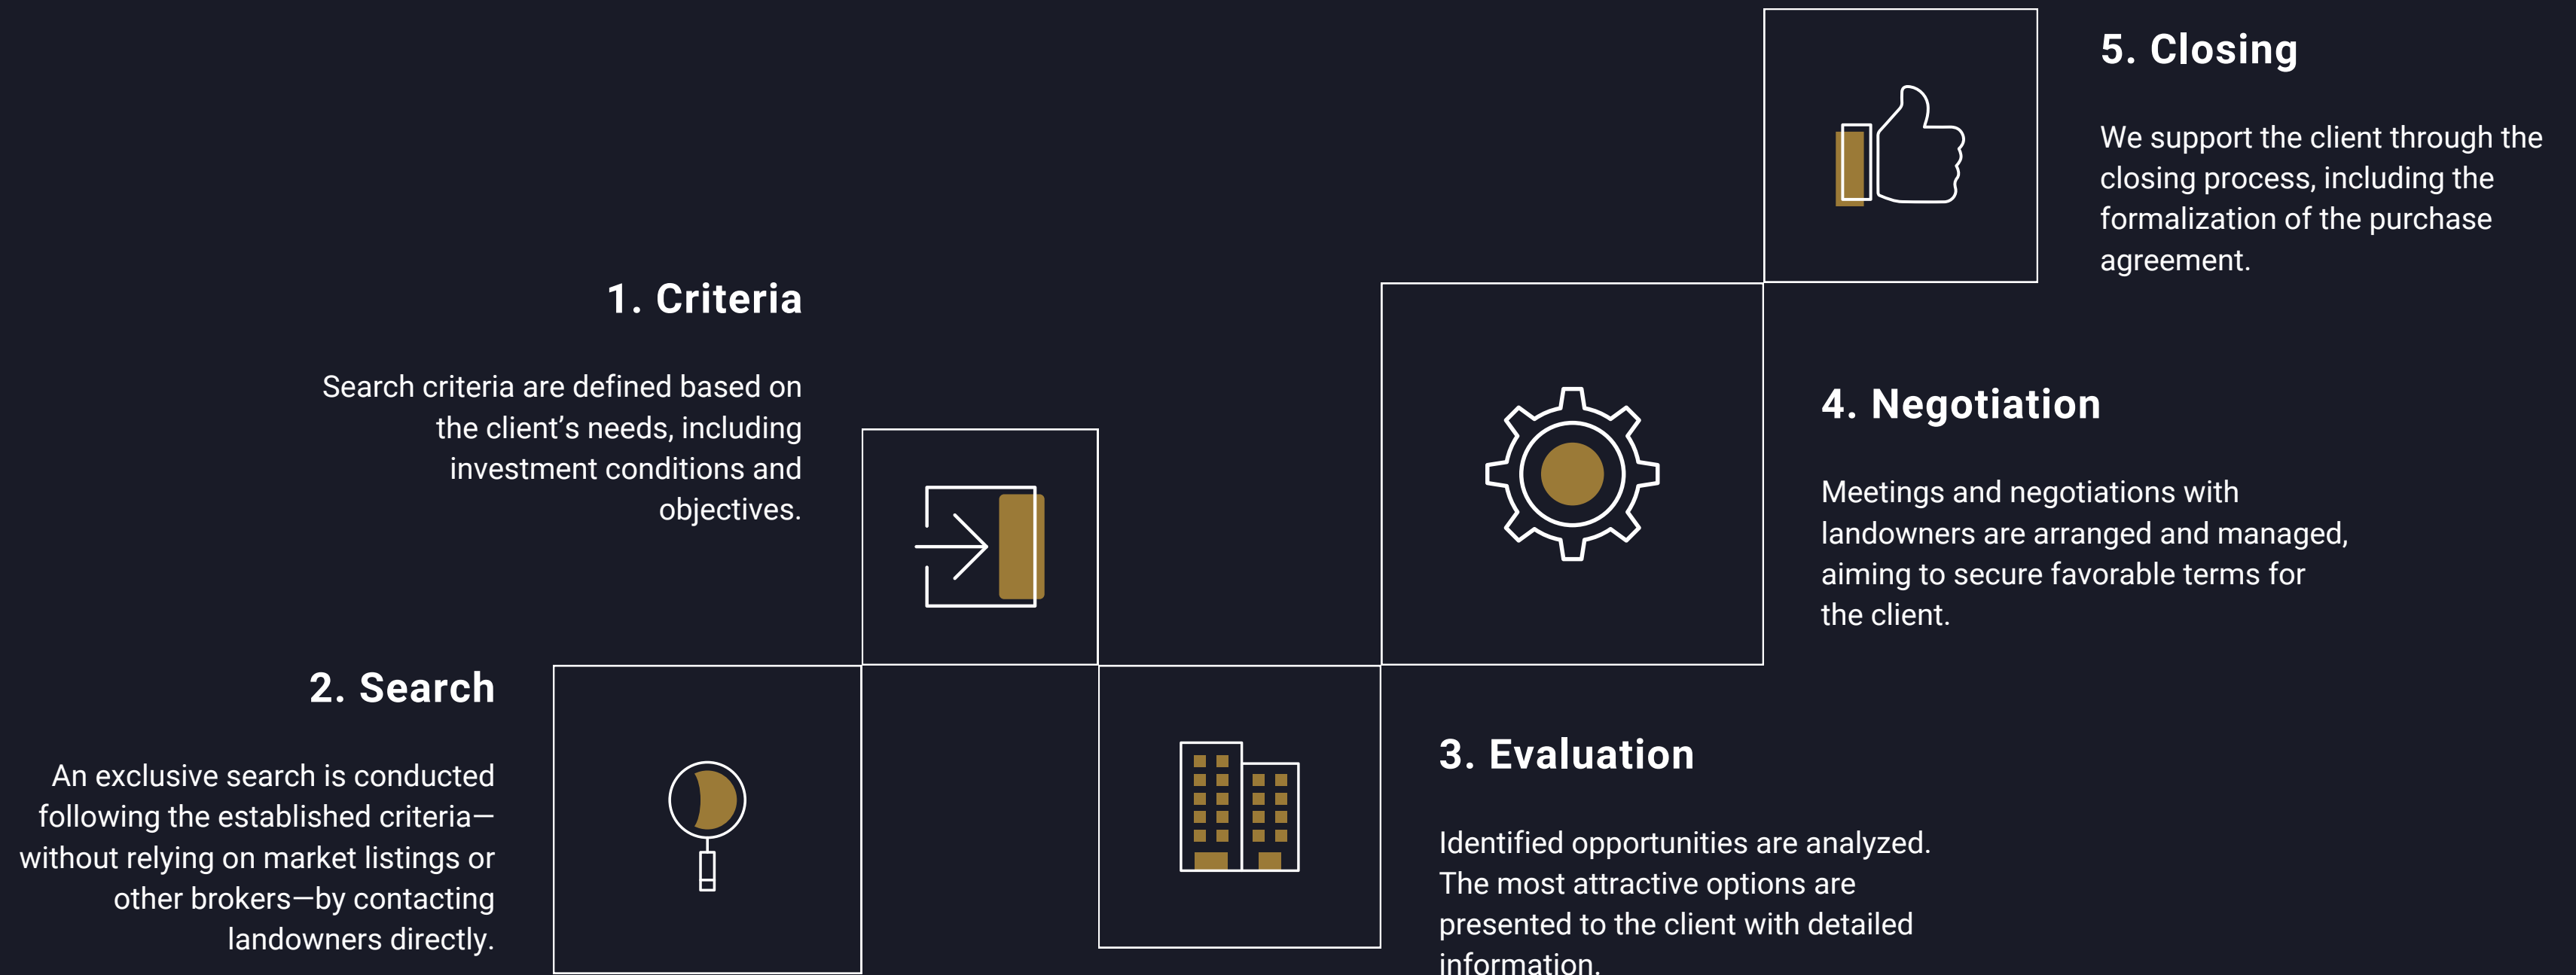 1. Criteria
Search criteria are defined based on
the client’s needs, including
investment conditions and
objectives.
2. Search
An exclusive search is conducted
following the established criteria—
without relying on market listings or
other brokers—by contacting
landowners directly.
3. Evaluation
Identified opportunities are analyzed.
The most attractive options are
presented to the client with detailed
information.
4. Negotiation
Meetings and negotiations with
landowners are arranged and managed,
aiming to secure favorable terms for
the client.
5. Closing
We support the client through the
closing process, including the
formalization of the purchase
agreement.